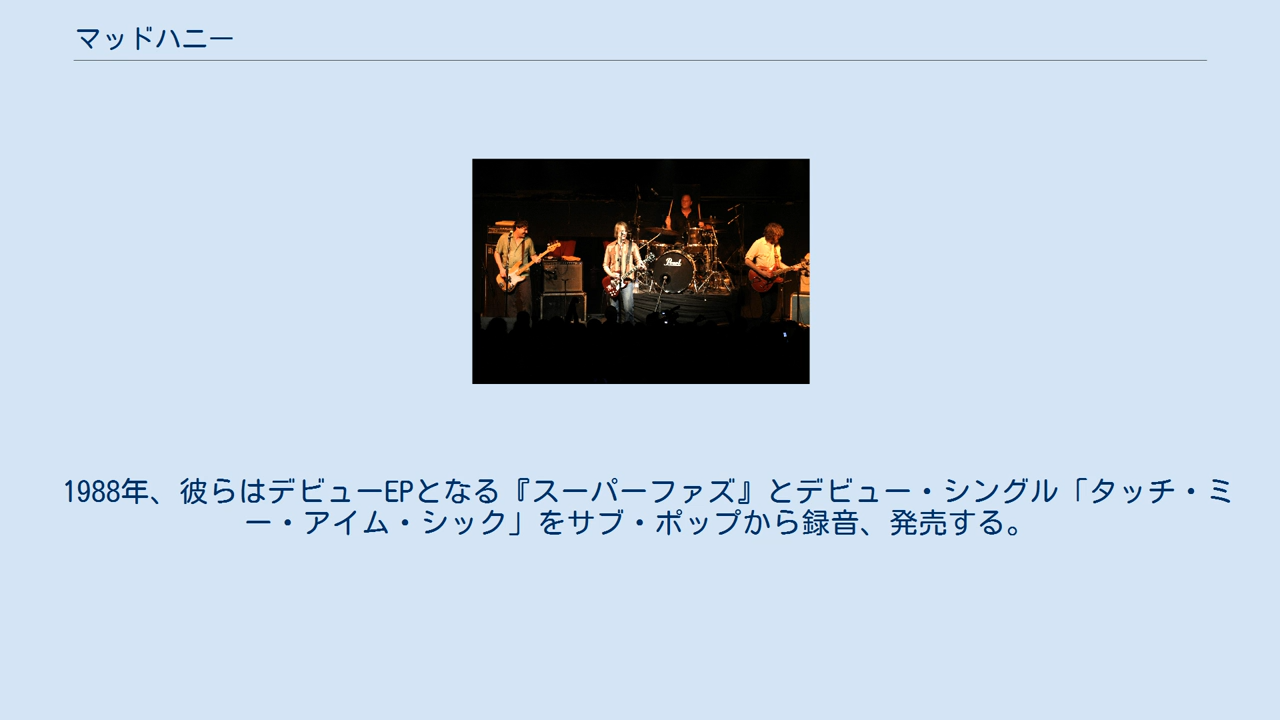 マッドハニー
Pearl
1988年、彼らはデビューEPとなる『スーパーファズ』とデビュー・シングル「タッチ・ミ
ー・アイム・シック」をサブ・ポップから録音、発売する。